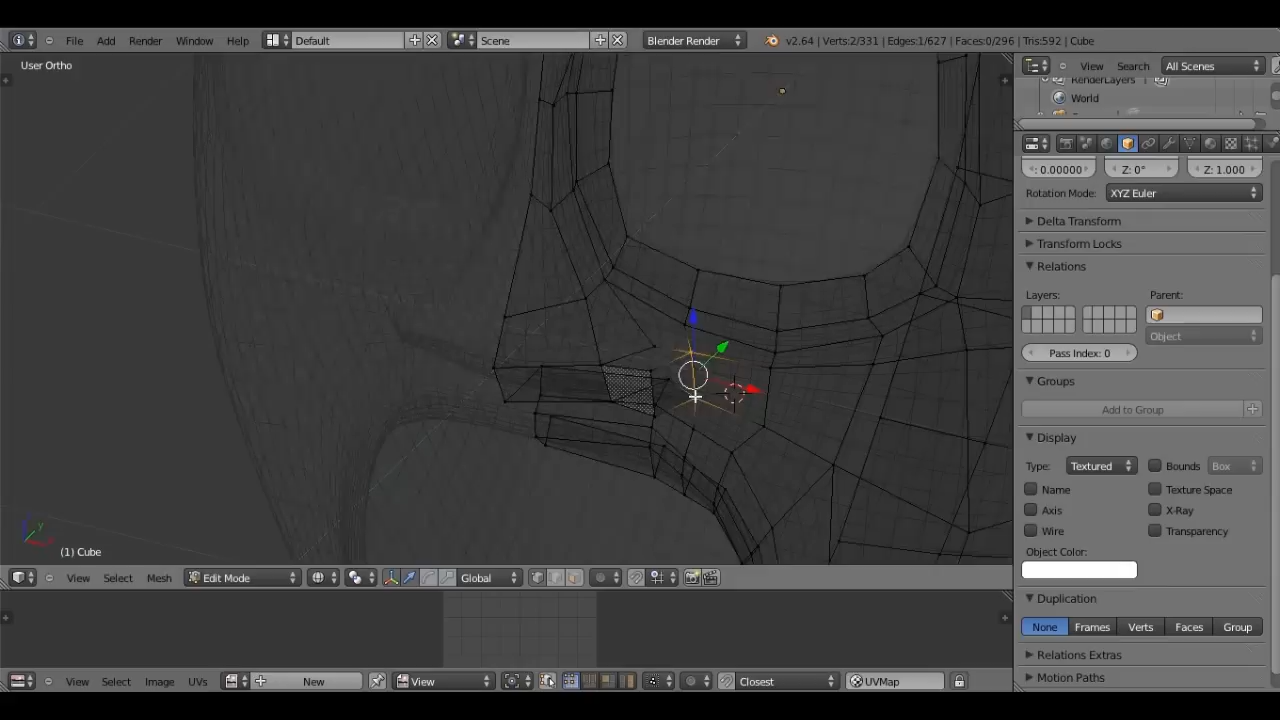 File Add Render Window Help Default Scene Blender Render v2.64 | Verts:2/331 | Edges:1/627 | Faces:0/296 | Tris:592 | Cube
User Ortho
View Search All Scenes
RenderLayers
World
: 0.00000 Z: 0° Z: 1.000
Rotation Mode: XYZ Euler
Delta Transform
Transform Locks
Relations
Layers: Parent:
Object
Pass Index: 0
Groups
Add to Group
Display
Type: Textured Bounds Box
Name Texture Space
Axis X-Ray
Wire Transparency
Object Color:
Duplication
None Frames Verts Faces Group
Relations Extras
Motion Paths
y
(1) Cube
View Select Mesh Edit Mode Global
View Select Image UVs New View Closest UVMap